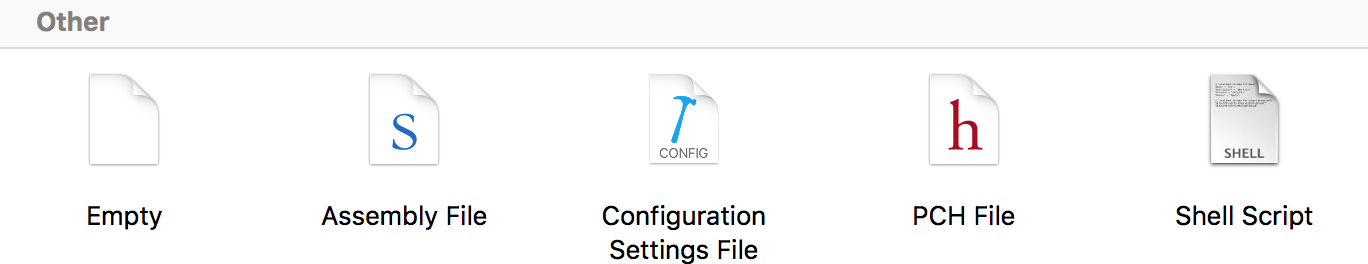 Other
S
CONFIG
h
SHELL
Empty
Assembly File
Configuration
Settings File
PCH File
Shell Script